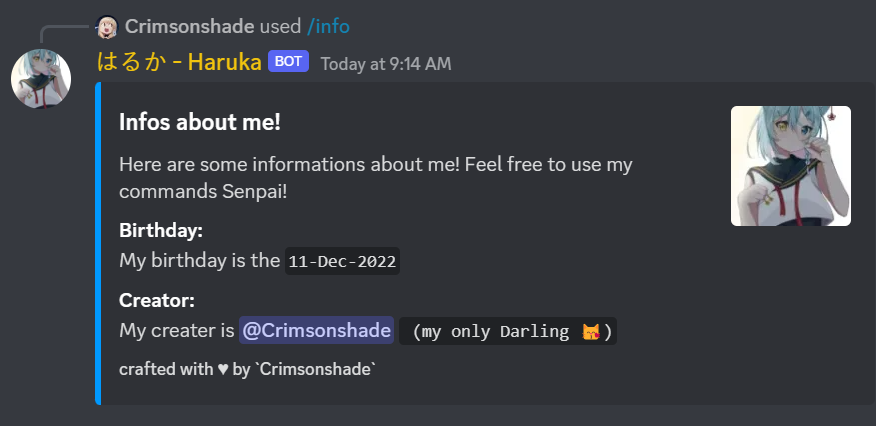 Crimsonshade used /info
はるか - Haruka BOT Today at 9:14 AM
Infos about me!
Here are some informations about me! Feel free to use my
commands Senpai!
Birthday:
My birthday is the 11-Dec-2022
Creator:
My creater is @Crimsonshade (my only Darling 😽)
crafted with ♥ by `Crimsonshade`